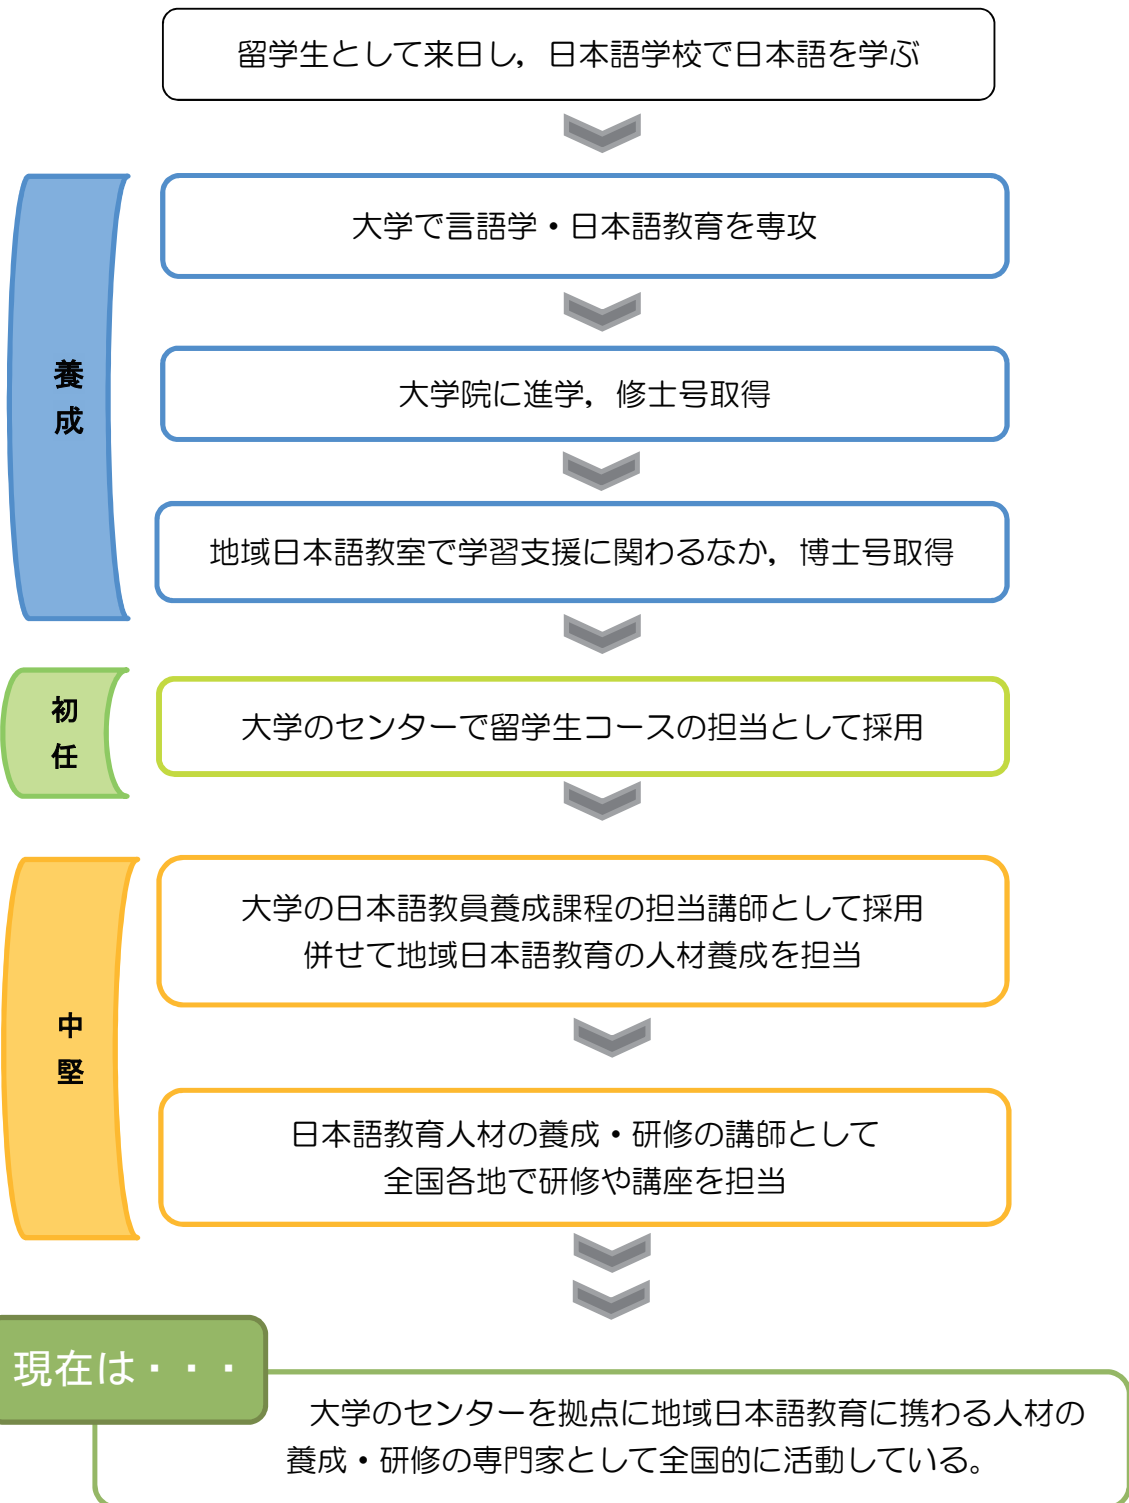 留学生として来日し，日本語学校で日本語を学ぶ
養成
大学で言語学・日本語教育を専攻
大学院に進学，修士号取得
地域日本語教室で学習支援に関わるなか，博士号取得
初任
大学のセンターで留学生コースの担当として採用
中堅
大学の日本語教員養成課程の担当講師として採用
併せて地域日本語教育の人材養成を担当
日本語教育人材の養成・研修の講師として
全国各地で研修や講座を担当
現在は・・・
大学のセンターを拠点に地域日本語教育に携わる人材の
養成・研修の専門家として全国的に活動している。